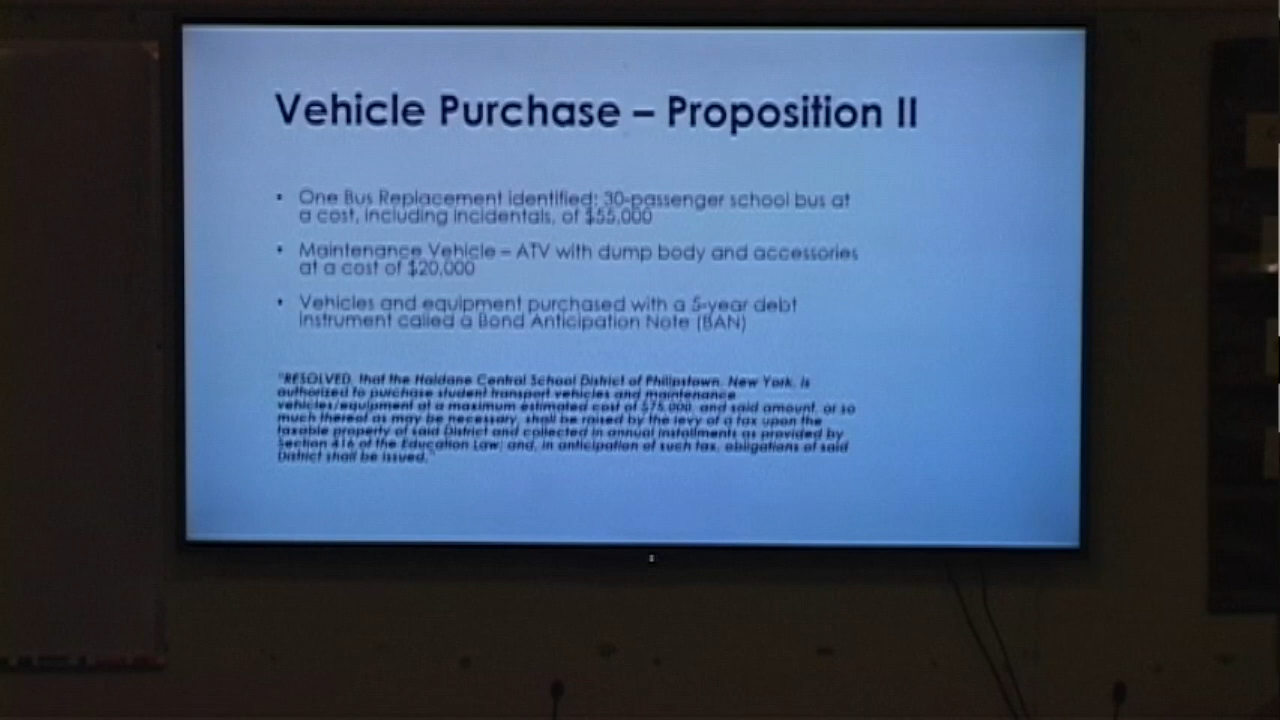 Vehicle Purchase – Proposition II
• One Bus Replacement identified: 30-passenger school bus at
a cost, including incidentals, of $55,000
• Maintenance Vehicle – ATV with dump body and accessories
at a cost of $20,000
• Vehicles and equipment purchased with a 5-year debt
instrument called a Bond Anticipation Note (BAN)
"RESOLVED, that the Haldane Central School District of Philipstown, New York, is
authorized to purchase student transport vehicles and maintenance
vehicles/equipment at a maximum estimated cost of $75,000, and said amount, or so
much thereof as may be necessary, shall be raised by the levy of a tax upon the
taxable property of said District and collected in annual installments as provided by
Section 416 of the Education Law; and, in anticipation of such tax, obligations of said
District shall be issued."